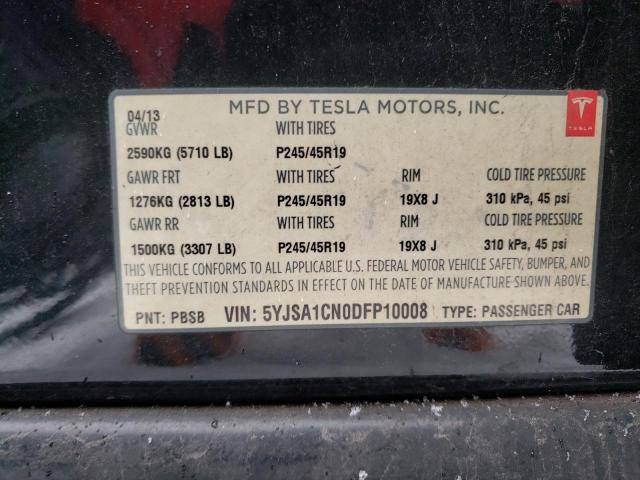 04/13 MFD BY TESLA MOTORS, INC.
TESLA
GVWR WITH TIRES
2590KG (5710 LB) P245/45R19
GAWR FRT WITH TIRES RIM COLD TIRE PRESSURE
1276KG (2813 LB) P245/45R19 19X8 J 310 kPa, 45 psi
GAWR RR WITH TIRES RIM COLD TIRE PRESSURE
1500KG (3307 LB) P245/45R19 19X8 J 310 kPa, 45 psi
THIS VEHICLE CONFORMS TO ALL APPLICABLE U.S. FEDERAL MOTOR VEHICLE SAFETY, BUMPER, AND
THEFT PREVENTION STANDARDS IN EFFECT ON THE DATE OF MANUFACTURE SHOWN ABOVE.
PNT: PBSB VIN: 5YJSA1CN0DFP10008 TYPE: PASSENGER CAR